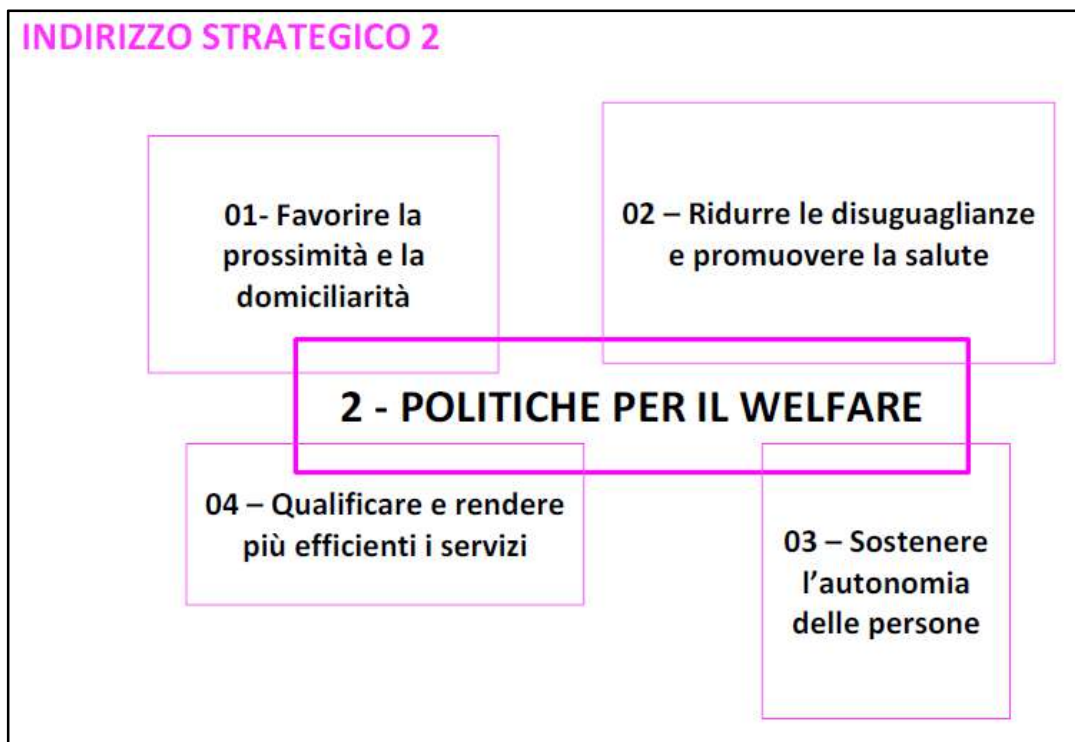 INDIRIZZO STRATEGICO 2
01- Favorire la
prossimità e la
domiciliarità
02 – Ridurre le disuguaglianze
e promuovere la salute
2 - POLITICHE PER IL WELFARE
04 – Qualificare e rendere
più efficienti i servizi
03 – Sostenere
l’autonomia
delle persone